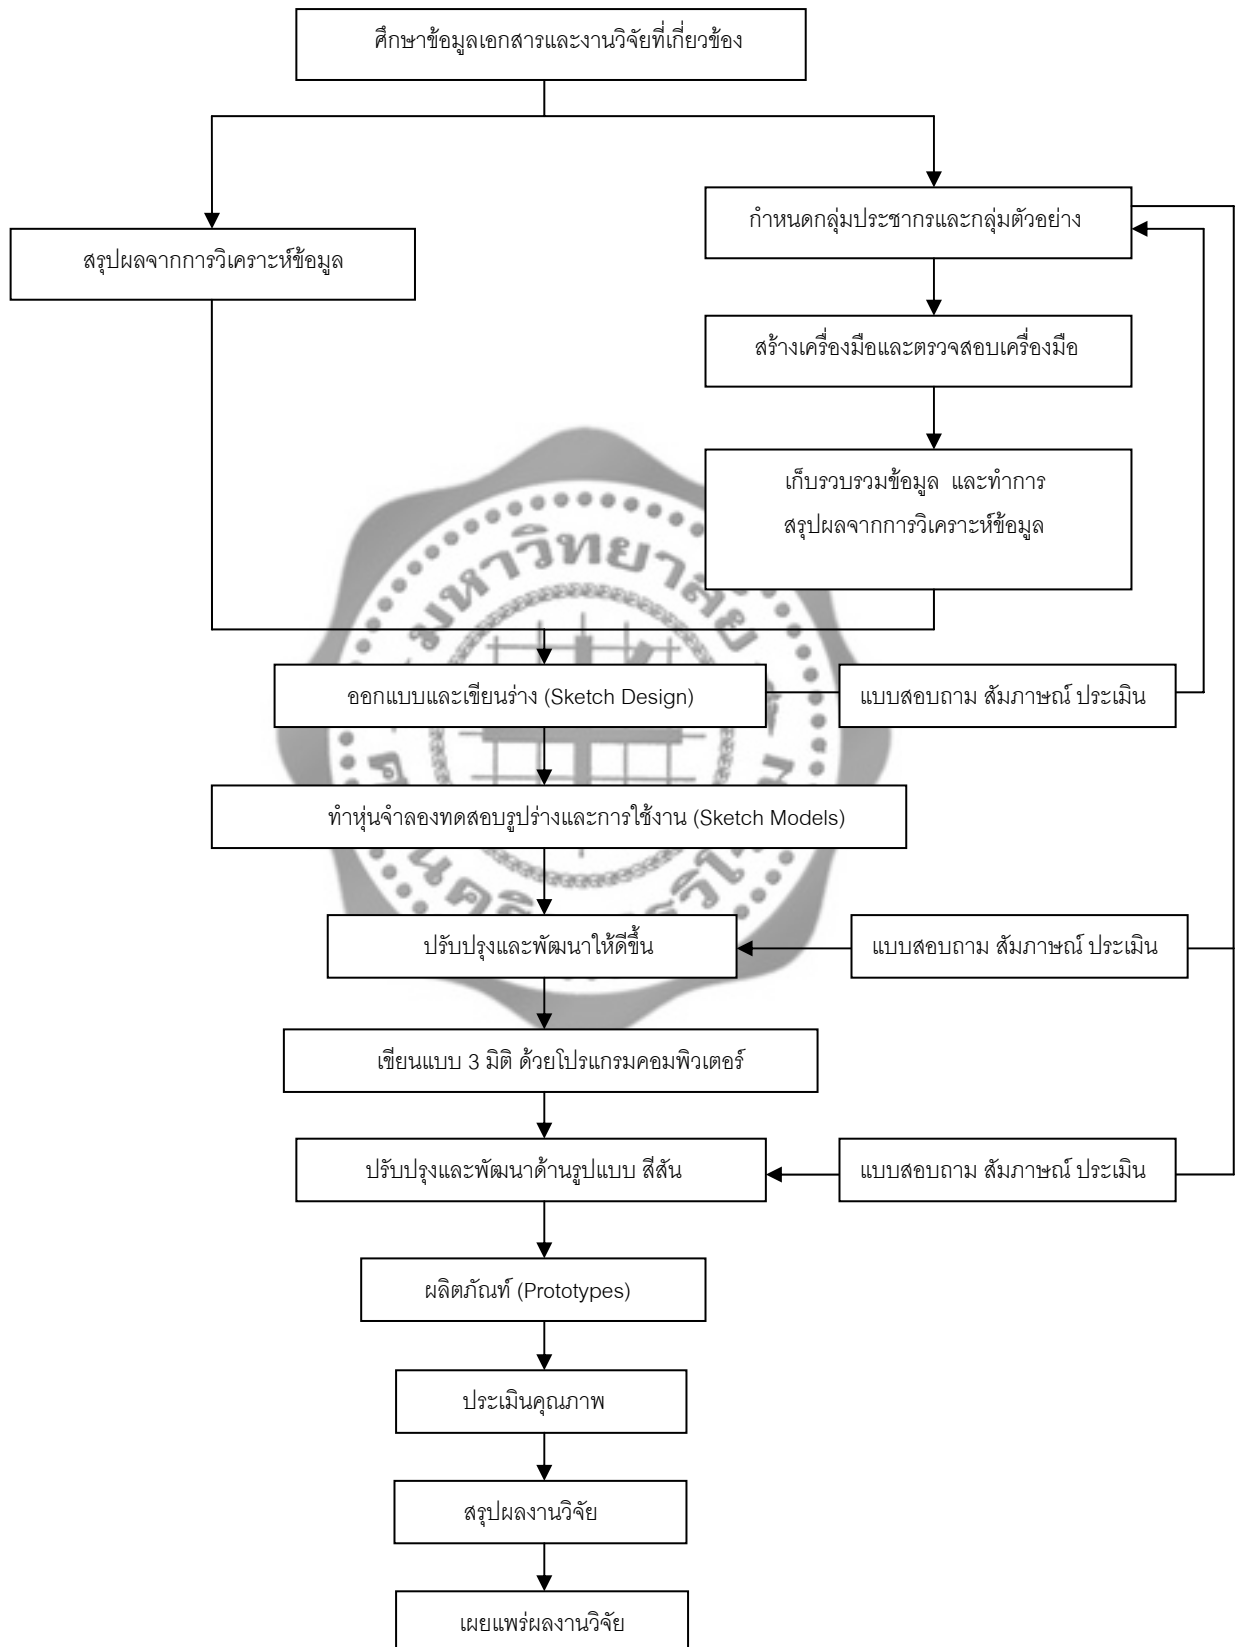 ศึกษาข้อมูลเอกสารและงานวิจัยที่เกี่ยวข้อง
กำหนดกลุ่มประชากรและกลุ่มตัวอย่าง
สรุปผลจากการวิเคราะห์ข้อมูล
สร้างเครื่องมือและตรวจสอบเครื่องมือ
เก็บรวบรวมข้อมูล และทำการ
สรุปผลจากการวิเคราะห์ข้อมูล
มหาวิทยาลัย
ออกแบบและเขียนร่าง (Sketch Design)
แบบสอบถาม สัมภาษณ์ ประเมิน
ทำหุ่นจำลองทดสอบรูปร่างและการใช้งาน (Sketch Models)
ปรับปรุงและพัฒนาให้ดีขึ้น
แบบสอบถาม สัมภาษณ์ ประเมิน
เขียนแบบ 3 มิติ ด้วยโปรแกรมคอมพิวเตอร์
ปรับปรุงและพัฒนาด้านรูปแบบ สีสัน
แบบสอบถาม สัมภาษณ์ ประเมิน
ผลิตภัณฑ์ (Prototypes)
ประเมินคุณภาพ
สรุปผลงานวิจัย
เผยแพร่ผลงานวิจัย